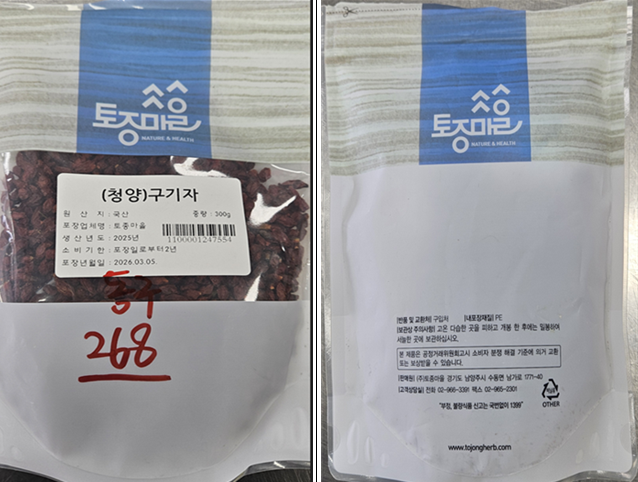 토종마을
NATURE & HEALTH
(청양)구기자
원 산 지 : 국산 중량 : 300g
포장업체명 : 토종마을
생 산 년 도 : 2025년
1100001247554
소 비 기 한 : 포장일로부터2년
포장년월일 : 2026.03.05.
268
토종마을
NATURE & HEALTH
[반품 및 교환처] 구입처 [내포장재질] PE
[보관상 주의사항] 고온 다습한 곳을 피하고 개봉 한 후에는 밀봉하여
서늘한 곳에 보관하십시오.
본 제품은 공정거래위원회고시 소비자 분쟁 해결 기준에 의거 교환
또는 보상받을 수 있습니다.
[판매원] (주)토종마을 경기도 남양주시 수동면 남가로 1771-40
[고객상담실] 전화 02-966-3391 팩스 02-965-2301
"부정, 불량식품 신고는 국번없이 1399"
OTHER
www.tojongherb.com